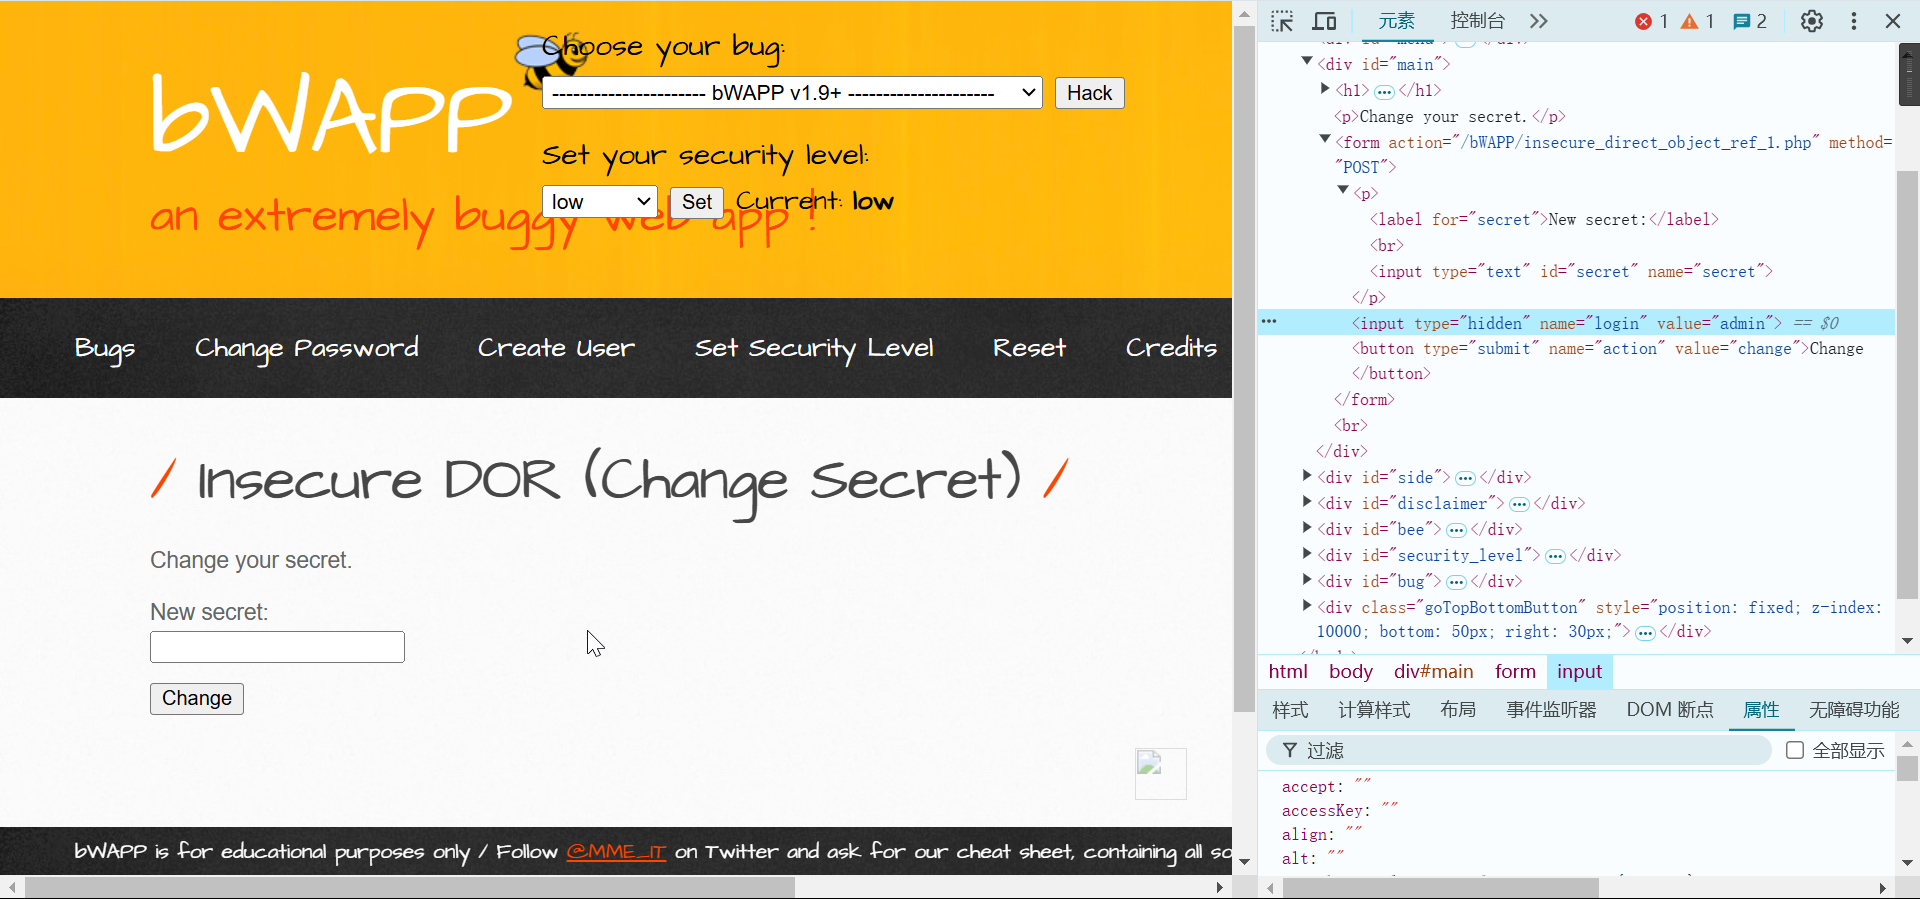 Choose your bug:
---------------------- bWAPP v1.9+ ---------------------
Hack
bWAPP
Set your security level:
low
Set
Current: low
an extremely buggy web app !
Bugs
Change Password
Create User
Set Security Level
Reset
Credits
/ Insecure DOR (Change Secret) /
Change your secret.
New secret:
Change
bWAPP is for educational purposes only / Follow @MME_IT on Twitter and ask for our cheat sheet, containing all so
元素
控制台
1
1
2
<div id="menu"> </div>
<div id="main">
<h1> </h1>
<p>Change your secret.</p>
<form action="/bWAPP/insecure_direct_object_ref_1.php" method=
"POST">
<p>
<label for="secret">New secret:</label>
<br>
<input type="text" id="secret" name="secret">
</p>
<input type="hidden" name="login" value="admin"> == $0
<button type="submit" name="action" value="change">Change
</button>
</form>
<br>
</div>
<div id="side"> </div>
<div id="disclaimer"> </div>
<div id="bee"> </div>
<div id="security_level"> </div>
<div id="bug"> </div>
<div class="goTopBottomButton" style="position: fixed; z-index:
10000; bottom: 50px; right: 30px;"> </div>
html body div#main form input
样式 计算样式 布局 事件监听器 DOM 断点 属性 无障碍功能
过滤
全部显示
accept: ""
accessKey: ""
align: ""
alt: ""